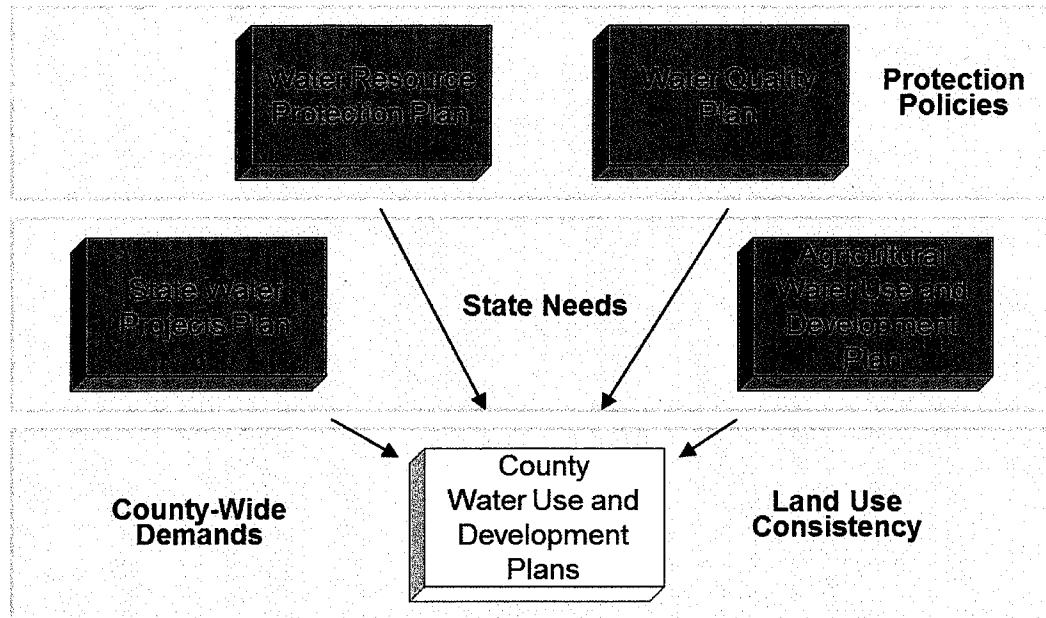 Water Resource
Protection Plan
Water Quality
Plan
Protection
Policies
State Water
Projects Plan
State Needs
Agricultural
Water Use and
Development
Plan
County-Wide
Demands
County
Water Use and
Development
Plans
Land Use
Consistency